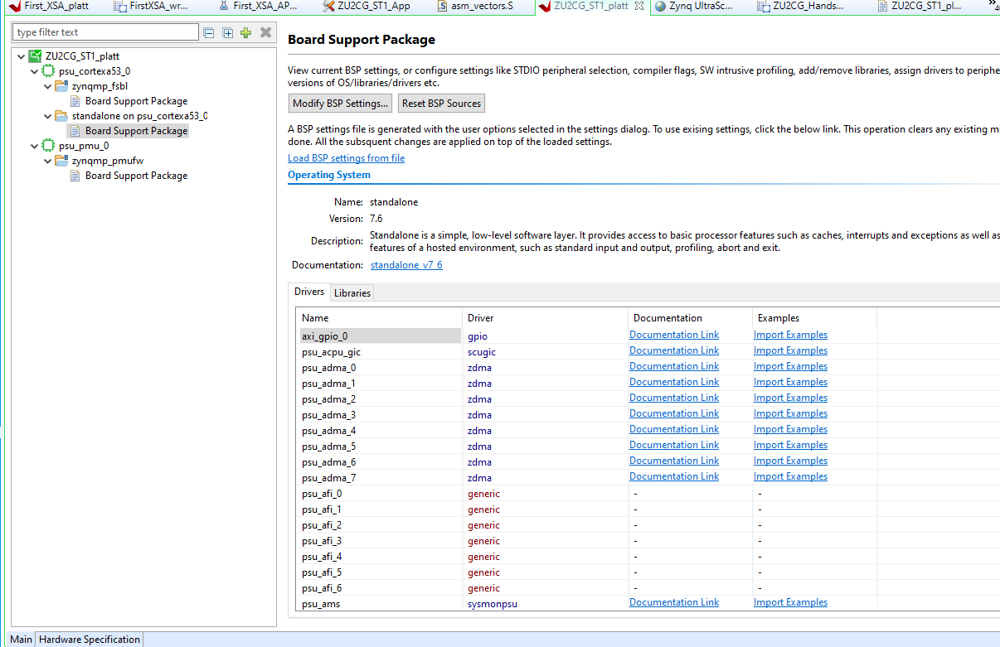 First_XSA_platt FirstXSA_wr... First_XSA_AP... ZU2CG_ST1_App asm_vectors.S ZU2CG_ST1_platt Zynq UltraSc... ZU2CG_Hands... ZU2CG_ST1_pl...
type filter text
ZU2CG_ST1_platt
psu_cortexa53_0
zynqmp_fsbl
Board Support Package
standalone on psu_cortexa53_0
Board Support Package
psu_pmu_0
zynqmp_pmufw
Board Support Package
Board Support Package
View current BSP settings, or configure settings like STDIO peripheral selection, compiler flags, SW intrusive profiling, add/remove libraries, assign drivers to periphe
versions of OS/libraries/drivers etc.
Modify BSP Settings... Reset BSP Sources
A BSP settings file is generated with the user options selected in the settings dialog. To use exising settings, click the below link. This operation clears any existing m
done. All the subsquent changes are applied on top of the loaded settings.
Load BSP settings from file
Operating System
Name: standalone
Version: 7.6
Description: Standalone is a simple, low-level software layer. It provides access to basic processor features such as caches, interrupts and exceptions as well as
features of a hosted environment, such as standard input and output, profiling, abort and exit.
Documentation: standalone_v7_6
Drivers Libraries
Name Driver Documentation Examples
axi_gpio_0 gpio Documentation Link Import Examples
psu_acpu_gic scugic Documentation Link Import Examples
psu_adma_0 zdma Documentation Link Import Examples
psu_adma_1 zdma Documentation Link Import Examples
psu_adma_2 zdma Documentation Link Import Examples
psu_adma_3 zdma Documentation Link Import Examples
psu_adma_4 zdma Documentation Link Import Examples
psu_adma_5 zdma Documentation Link Import Examples
psu_adma_6 zdma Documentation Link Import Examples
psu_adma_7 zdma Documentation Link Import Examples
psu_afi_0 generic - -
psu_afi_1 generic - -
psu_afi_2 generic - -
psu_afi_3 generic - -
psu_afi_4 generic - -
psu_afi_5 generic - -
psu_afi_6 generic - -
psu_ams sysmonpsu Documentation Link Import Examples
Main Hardware Specification